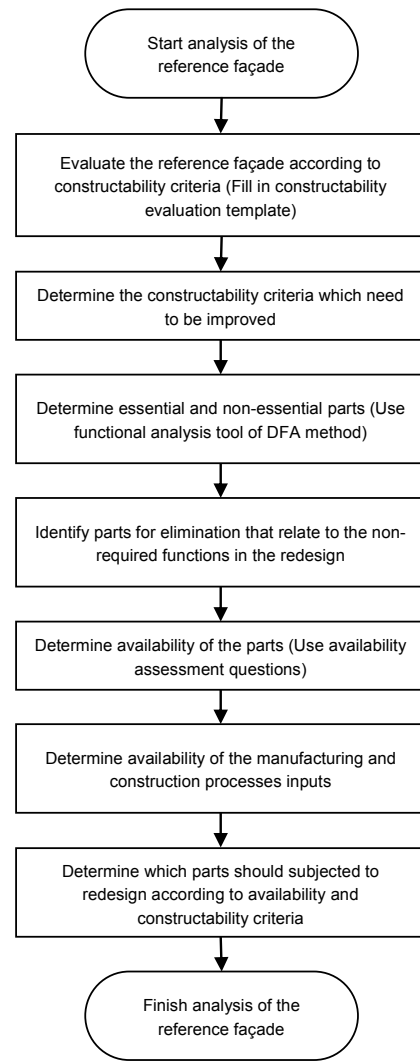 Start analysis of the
reference façade
Evaluate the reference façade according to
constructability criteria (Fill in constructability
evaluation template)
Determine the constructability criteria which need
to be improved
Determine essential and non-essential parts (Use
functional analysis tool of DFA method)
Identify parts for elimination that relate to the non-
required functions in the redesign
Determine availability of the parts (Use availability
assessment questions)
Determine availability of the manufacturing and
construction processes inputs
Determine which parts should subjected to
redesign according to availability and
constructability criteria
Finish analysis of the
reference façade